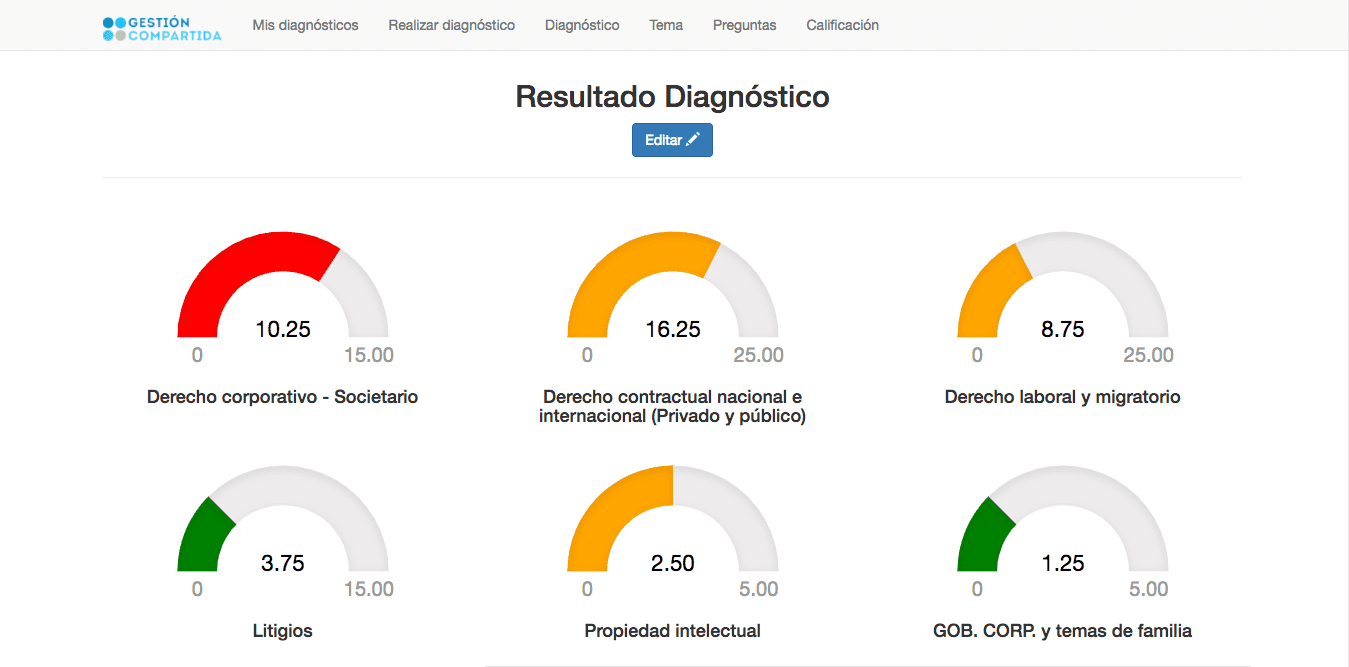 GESTIÓN
COMPARTIDA
Mis diagnósticos Realizar diagnóstico Diagnóstico Tema Preguntas Calificación
Resultado Diagnóstico
Editar
10.25
0 15.00
Derecho corporativo - Societario
16.25
0 25.00
Derecho contractual nacional e
internacional (Privado y público)
8.75
0 25.00
Derecho laboral y migratorio
3.75
0 15.00
Litigios
2.50
0 5.00
Propiedad intelectual
1.25
0 5.00
GOB. CORP. y temas de familia